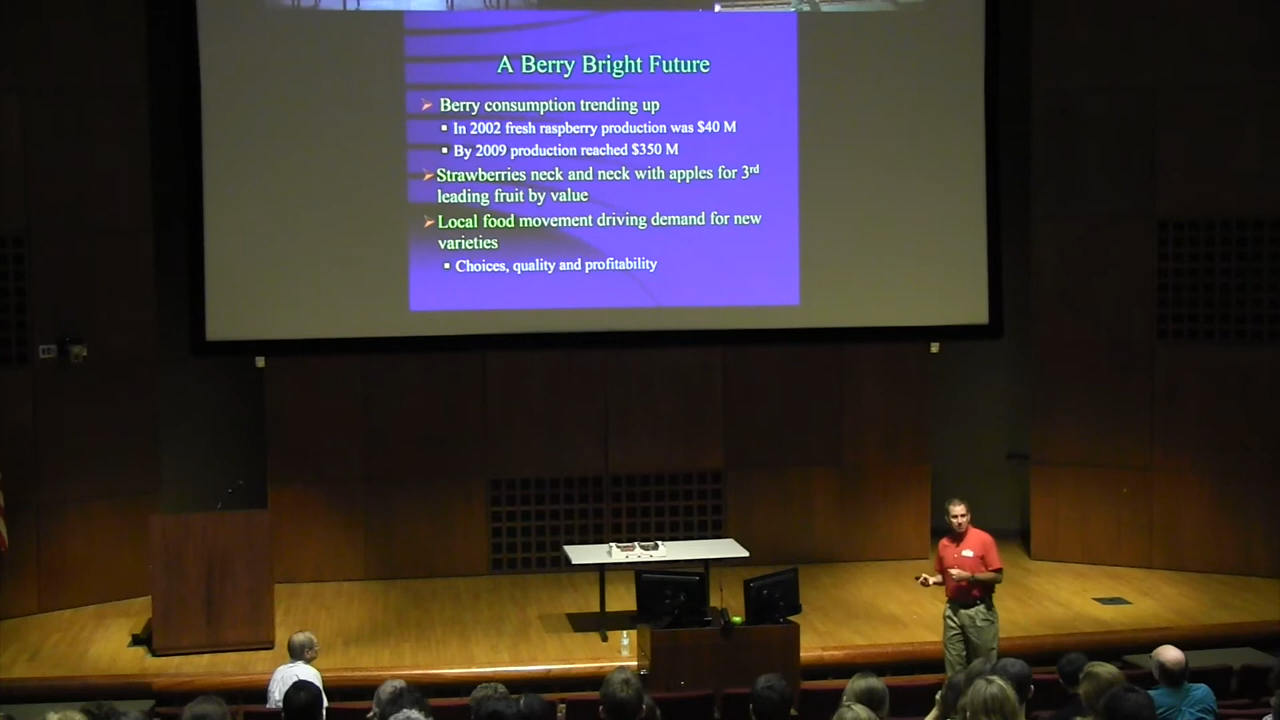 A Berry Bright Future
Berry consumption trending up
In 2002 fresh raspberry production was $40 M
By 2009 production reached $350 M
Strawberries neck and neck with apples for 3rd
leading fruit by value
Local food movement driving demand for new
varieties
Choices, quality and profitability